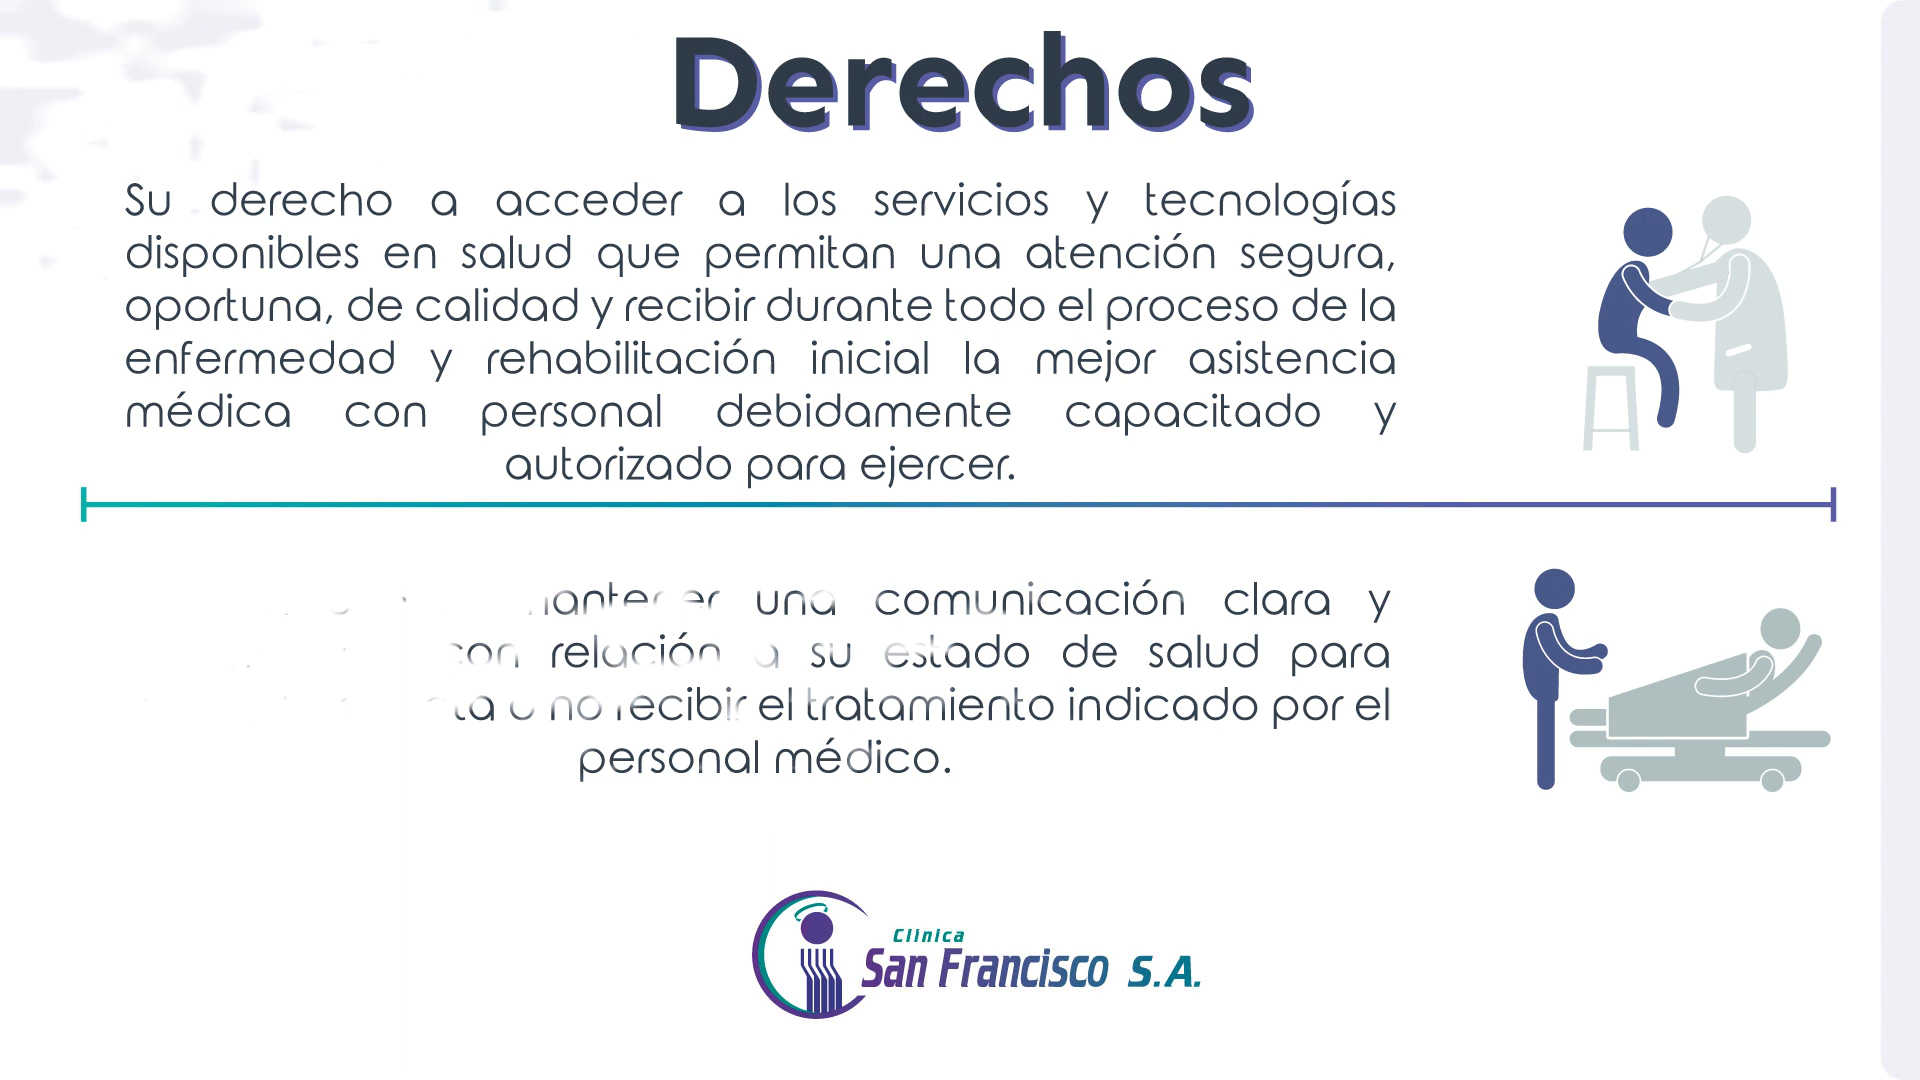 Derechos
Su derecho a acceder a los servicios y tecnologías
disponibles en salud que permitan una atención segura,
oportuna, de calidad y recibir durante todo el proceso de la
enfermedad y rehabilitación inicial la mejor asistencia
médica con personal debidamente capacitado y
autorizado para ejercer.
mantener una comunicación clara y
con relación a su estado de salud para
no recibir el tratamiento indicado por el
personal médico.
Clinica
San Francisco S.A.